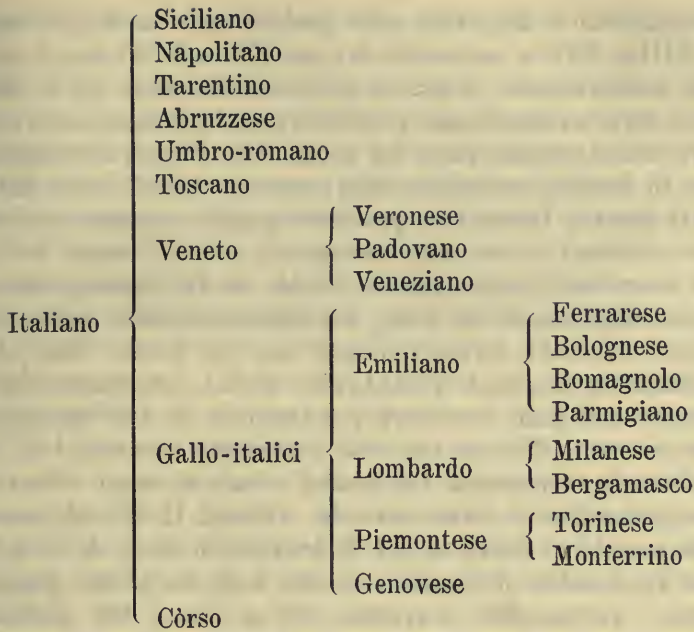 Siciliano
Napolitano
Tarentino
Abruzzese
Umbro-romano
Toscano
Veneto
Veronese
Padovano
Veneziano
Italiano
Gallo-italici
Emiliano
Ferrarese
Bolognese
Romagnolo
Parmigiano
Lombardo
Milanese
Bergamasco
Piemontese
Torinese
Monferrino
Genovese
Còrso